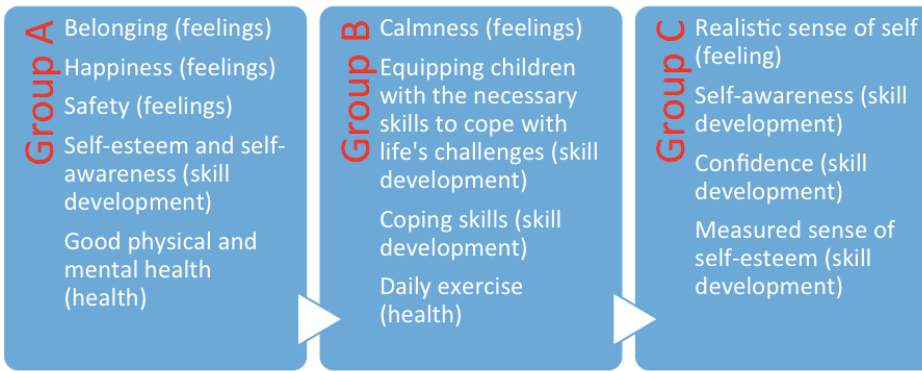 Group A
Belonging (feelings)
Happiness (feelings)
Safety (feelings)
Self-esteem and self-
awareness (skill
development)
Good physical and
mental health
(health)
Group B
Calmness (feelings)
Equipping children
with the necessary
skills to cope with
life's challenges (skill
development)
Coping skills (skill
development)
Daily exercise
(health)
Group C
Realistic sense of self
(feeling)
Self-awareness (skill
development)
Confidence (skill
development)
Measured sense of
self-esteem (skill
development)